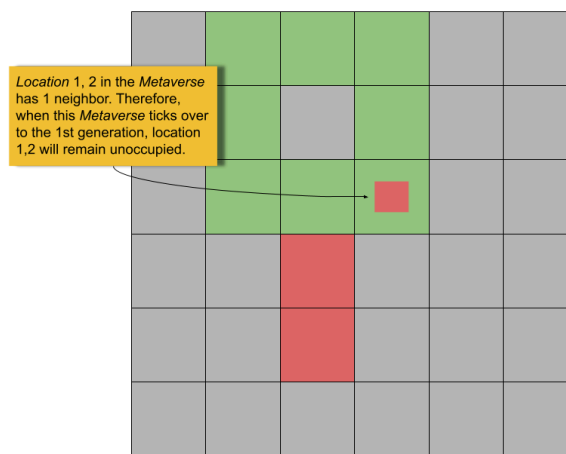 Location 1, 2 in the Metaverse
has 1 neighbor. Therefore,
when this Metaverse ticks over
to the 1st generation, location
1,2 will remain unoccupied.